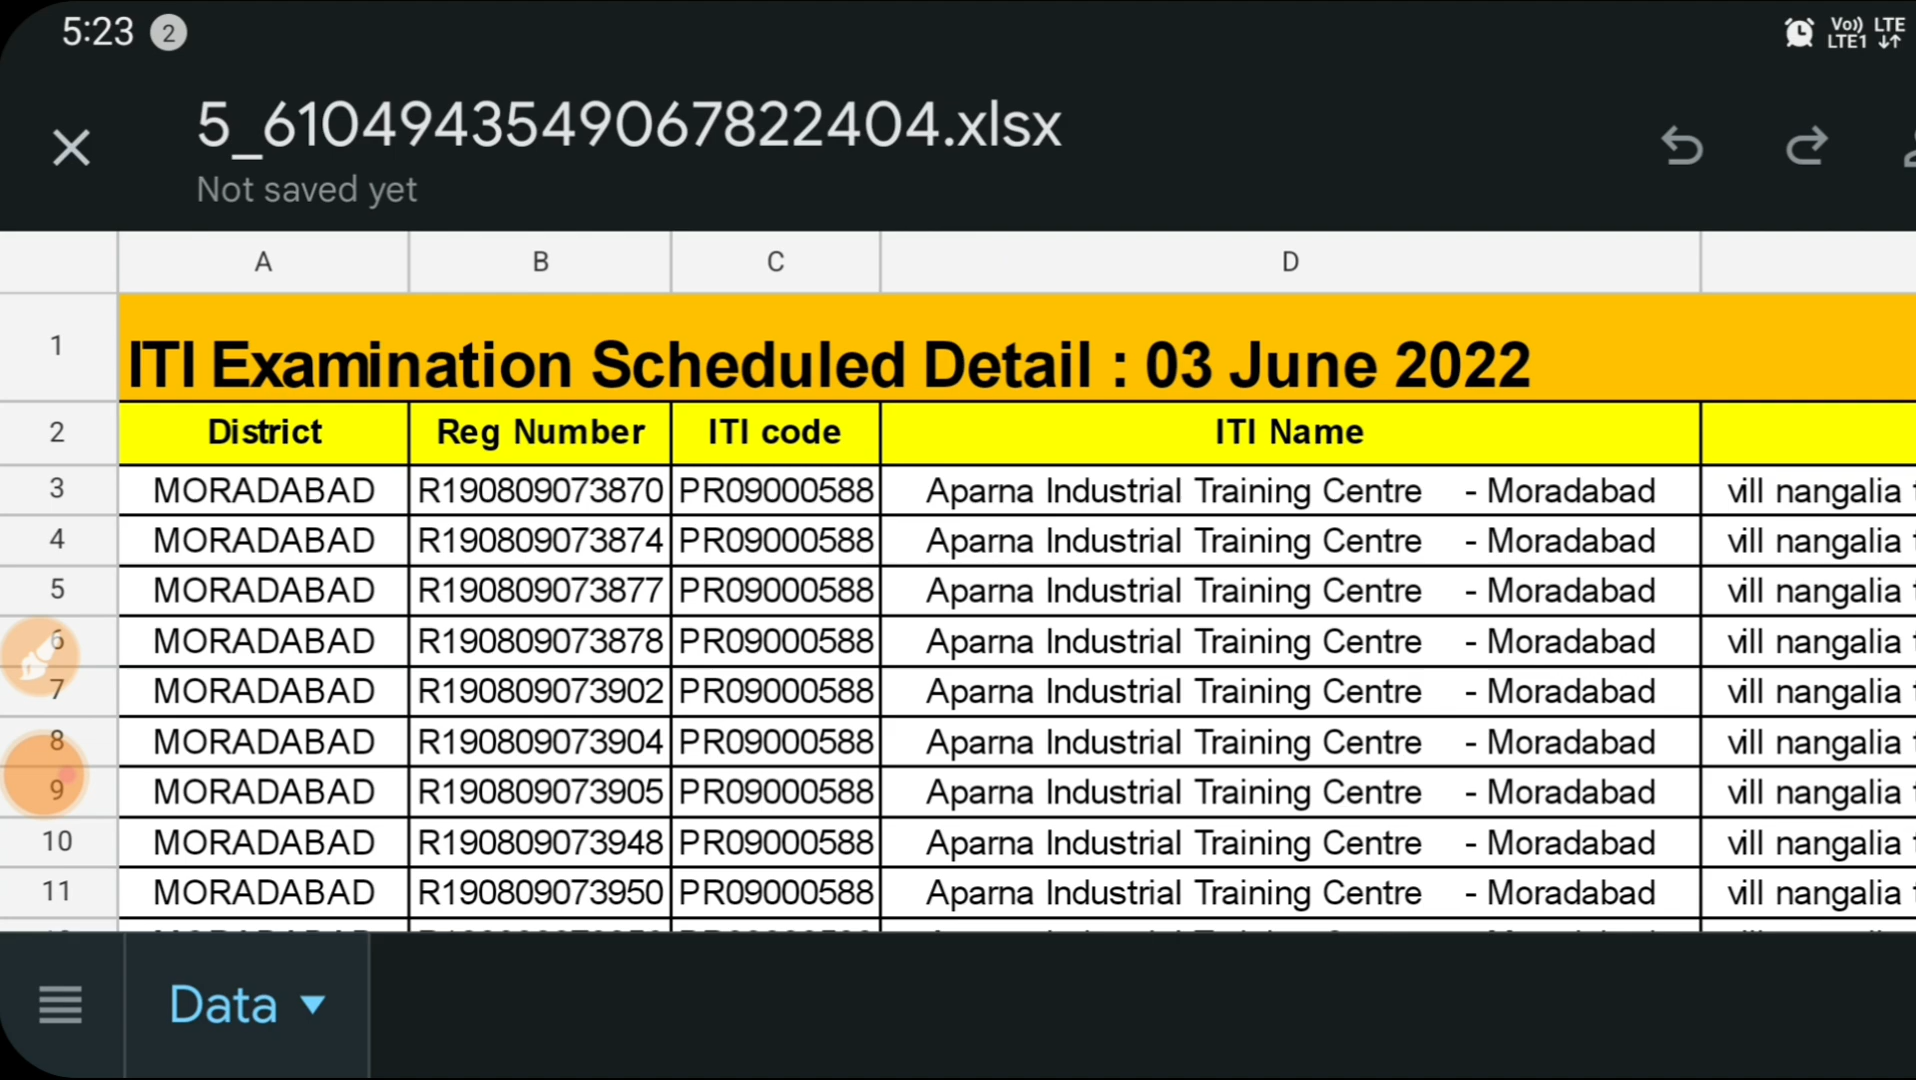 5:23 2 Vo)) LTE1 LTE
5_6104943549067822404.xlsx
Not saved yet
A B C D
1 ITI Examination Scheduled Detail : 03 June 2022
2 District Reg Number ITI code ITI Name
3 MORADABAD R190809073870 PR09000588 Aparna Industrial Training Centre - Moradabad vill nangalia
4 MORADABAD R190809073874 PR09000588 Aparna Industrial Training Centre - Moradabad vill nangalia
5 MORADABAD R190809073877 PR09000588 Aparna Industrial Training Centre - Moradabad vill nangalia
6 MORADABAD R190809073878 PR09000588 Aparna Industrial Training Centre - Moradabad vill nangalia
7 MORADABAD R190809073902 PR09000588 Aparna Industrial Training Centre - Moradabad vill nangalia
8 MORADABAD R190809073904 PR09000588 Aparna Industrial Training Centre - Moradabad vill nangalia
9 MORADABAD R190809073905 PR09000588 Aparna Industrial Training Centre - Moradabad vill nangalia
10 MORADABAD R190809073948 PR09000588 Aparna Industrial Training Centre - Moradabad vill nangalia
11 MORADABAD R190809073950 PR09000588 Aparna Industrial Training Centre - Moradabad vill nangalia
Data